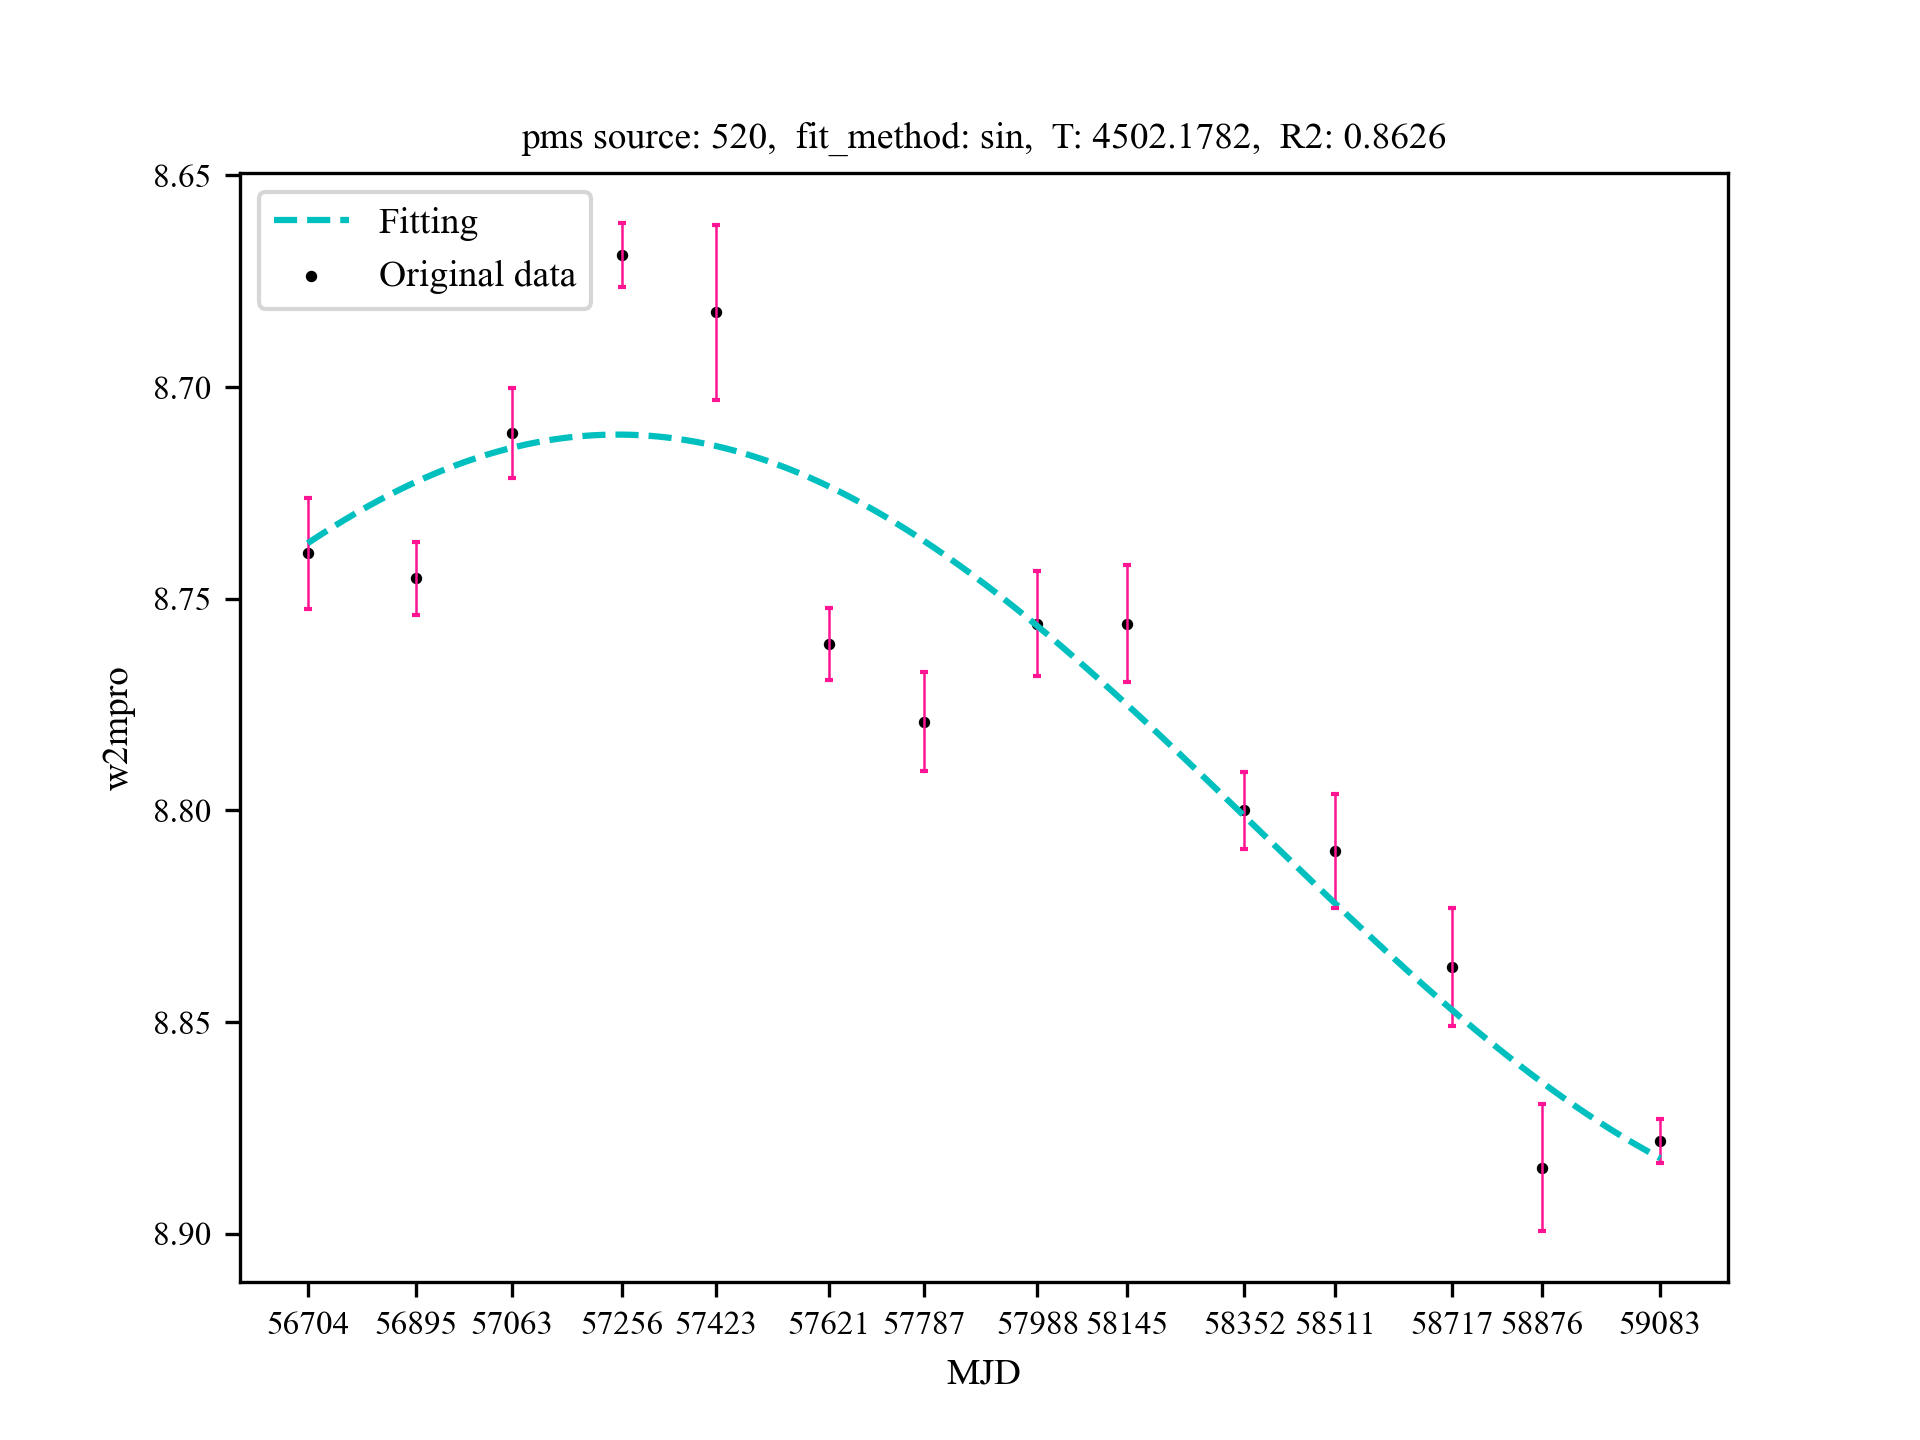 pms source: 520,  fit_method: sin,  T: 4502.1782,  R2: 0.8626
Fitting
Original data
8.65
8.70
8.75
8.80
8.85
8.90
w2mpro
56704 56895 57063 57256 57423 57621 57787 57988 58145 58352 58511 58717 58876 59083
MJD